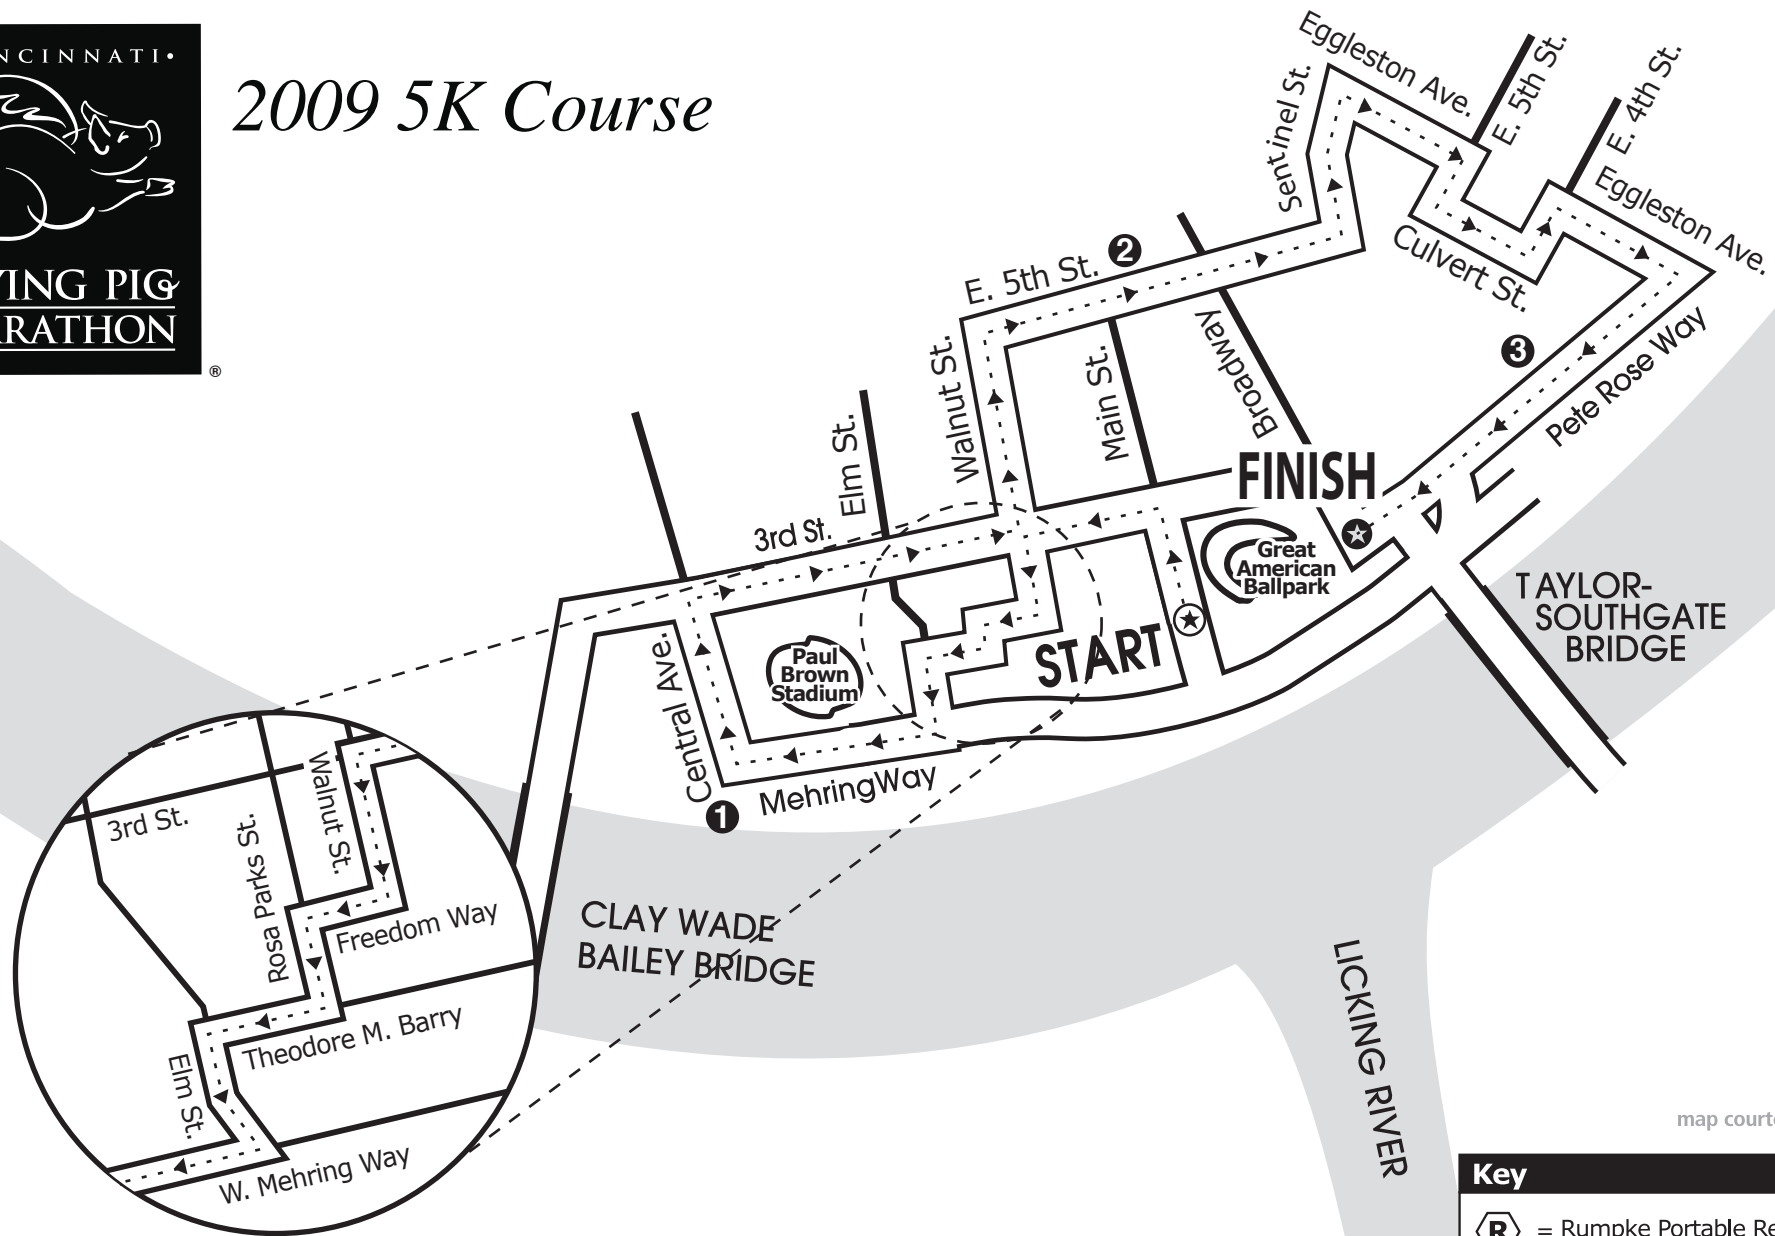 NCINNATI•
YING PIG
RATHON
®
2009 5K Course
Eggleston Ave.
E. 5th St.
E. 4th St.
Sentinel St.
Eggleston Ave.
Culvert St.
E. 5th St.
2
3
Pete Rose Way
Walnut St.
Main St.
Broadway
Elm St.
3rd St.
FINISH
Great
American
Ballpark
START
Paul
Brown
Stadium
Central Ave.
MehringWay
1
TAYLOR-
SOUTHGATE
BRIDGE
CLAY WADE
BAILEY BRIDGE
LICKING RIVER
3rd St.
Walnut St.
Rosa Parks St.
Freedom Way
Theodore M. Barry
Elm St.
W. Mehring Way
map courte
Key
R = Rumpke Portable Re